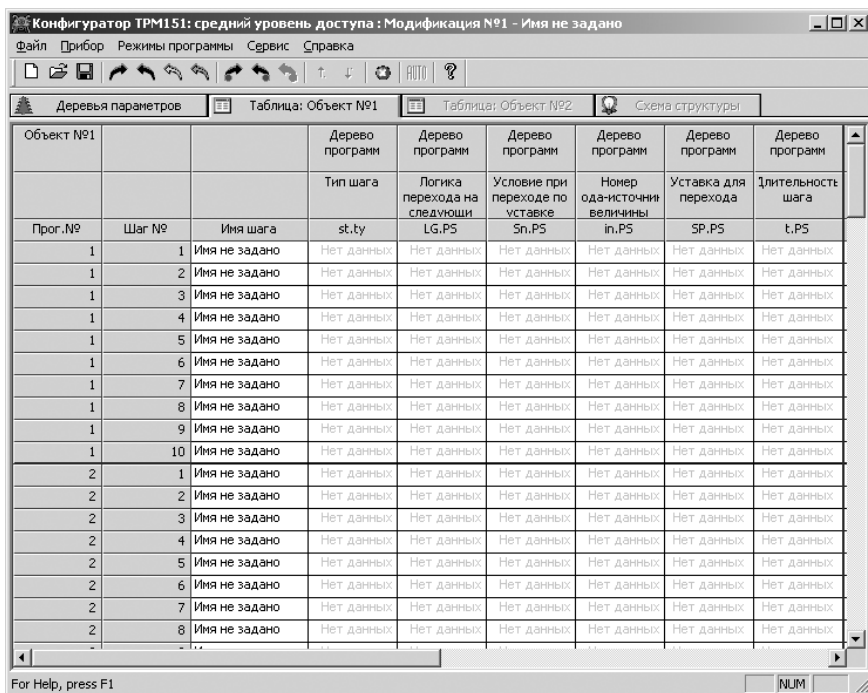 Конфигуратор ТРМ151: средний уровень доступа : Модификация №1 - Имя не задано
Файл Прибор Режимы программы Сервис Справка
AUTO ?
Деревья параметров Таблица: Объект №1 Таблица: Объект №2 Схема структуры
Объект №1 Дерево программ Дерево программ Дерево программ Дерево программ Дерево программ Дерево программ
Тип шага Логика перехода на следующи Условие при переходе по уставке Номер ода-источник величины Уставка для перехода Длительность шага
Прог.№ Шаг № Имя шага st.ty LG.PS Sn.PS in.PS SP.PS t.PS
1 1 Имя не задано Нет данных Нет данных Нет данных Нет данных Нет данных Нет данных
1 2 Имя не задано Нет данных Нет данных Нет данных Нет данных Нет данных Нет данных
1 3 Имя не задано Нет данных Нет данных Нет данных Нет данных Нет данных Нет данных
1 4 Имя не задано Нет данных Нет данных Нет данных Нет данных Нет данных Нет данных
1 5 Имя не задано Нет данных Нет данных Нет данных Нет данных Нет данных Нет данных
1 6 Имя не задано Нет данных Нет данных Нет данных Нет данных Нет данных Нет данных
1 7 Имя не задано Нет данных Нет данных Нет данных Нет данных Нет данных Нет данных
1 8 Имя не задано Нет данных Нет данных Нет данных Нет данных Нет данных Нет данных
1 9 Имя не задано Нет данных Нет данных Нет данных Нет данных Нет данных Нет данных
1 10 Имя не задано Нет данных Нет данных Нет данных Нет данных Нет данных Нет данных
2 1 Имя не задано Нет данных Нет данных Нет данных Нет данных Нет данных Нет данных
2 2 Имя не задано Нет данных Нет данных Нет данных Нет данных Нет данных Нет данных
2 3 Имя не задано Нет данных Нет данных Нет данных Нет данных Нет данных Нет данных
2 4 Имя не задано Нет данных Нет данных Нет данных Нет данных Нет данных Нет данных
2 5 Имя не задано Нет данных Нет данных Нет данных Нет данных Нет данных Нет данных
2 6 Имя не задано Нет данных Нет данных Нет данных Нет данных Нет данных Нет данных
2 7 Имя не задано Нет данных Нет данных Нет данных Нет данных Нет данных Нет данных
2 8 Имя не задано Нет данных Нет данных Нет данных Нет данных Нет данных Нет данных
For Help, press F1 NUM